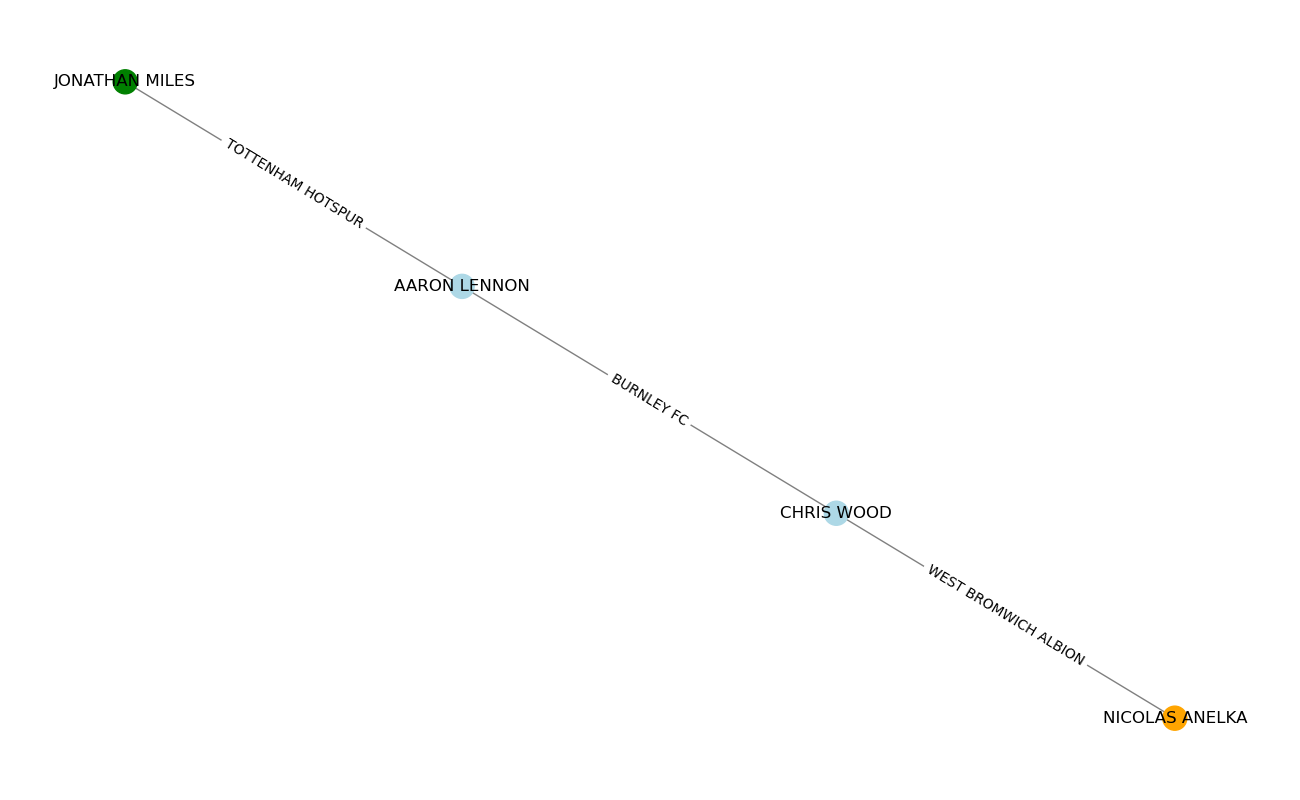 JONATHAN MILES
TOTTENHAM HOTSPUR
AARON LENNON
BURNLEY FC
CHRIS WOOD
WEST BROMWICH ALBION
NICOLAS ANELKA